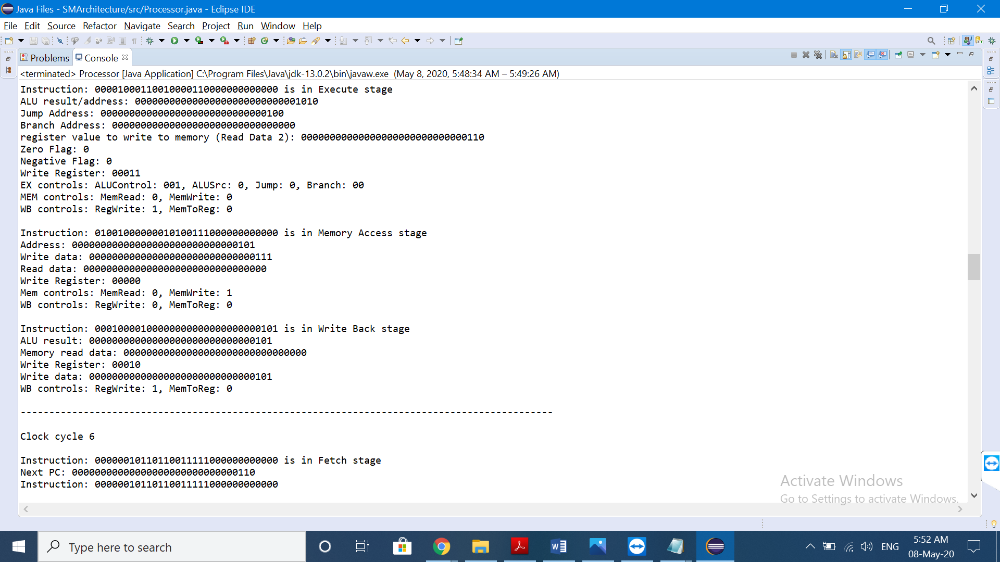 Java Files - SMArchitecture/src/Processor.java - Eclipse IDE
File Edit Source Refactor Navigate Search Project Run Window Help
Problems Console
<terminated> Processor [Java Application] C:\Program Files\Java\jdk-13.0.2\bin\javaw.exe (May 8, 2020, 5:48:34 AM – 5:49:26 AM)
Instruction: 00001000110010000110000000000000 is in Execute stage
ALU result/address: 00000000000000000000000000001010
Jump Address: 00000000000000000000000000000100
Branch Address: 00000000000000000000000000000000
register value to write to memory (Read Data 2): 00000000000000000000000000000110
Zero Flag: 0
Negative Flag: 0
Write Register: 00011
EX controls: ALUControl: 001, ALUSrc: 0, Jump: 0, Branch: 00
MEM controls: MemRead: 0, MemWrite: 0
WB controls: RegWrite: 1, MemToReg: 0
Instruction: 01001000000010100111000000000000 is in Memory Access stage
Address: 00000000000000000000000000000101
Write data: 00000000000000000000000000000111
Read data: 00000000000000000000000000000000
Write Register: 00000
Mem controls: MemRead: 0, MemWrite: 1
WB controls: RegWrite: 0, MemToReg: 0
Instruction: 00010000100000000000000000000101 is in Write Back stage
ALU result: 00000000000000000000000000000101
Memory read data: 00000000000000000000000000000000
Write Register: 00010
Write data: 00000000000000000000000000000101
WB controls: RegWrite: 1, MemToReg: 0
---------------------------------------------------------------------------------------------
Clock cycle 6
Instruction: 00000010110110011111000000000000 is in Fetch stage
Next PC: 00000000000000000000000000000110
Instruction: 00000010110110011111000000000000
Activate Windows
Go to Settings to activate Windows.
Type here to search
ENG
5:52 AM
08-May-20